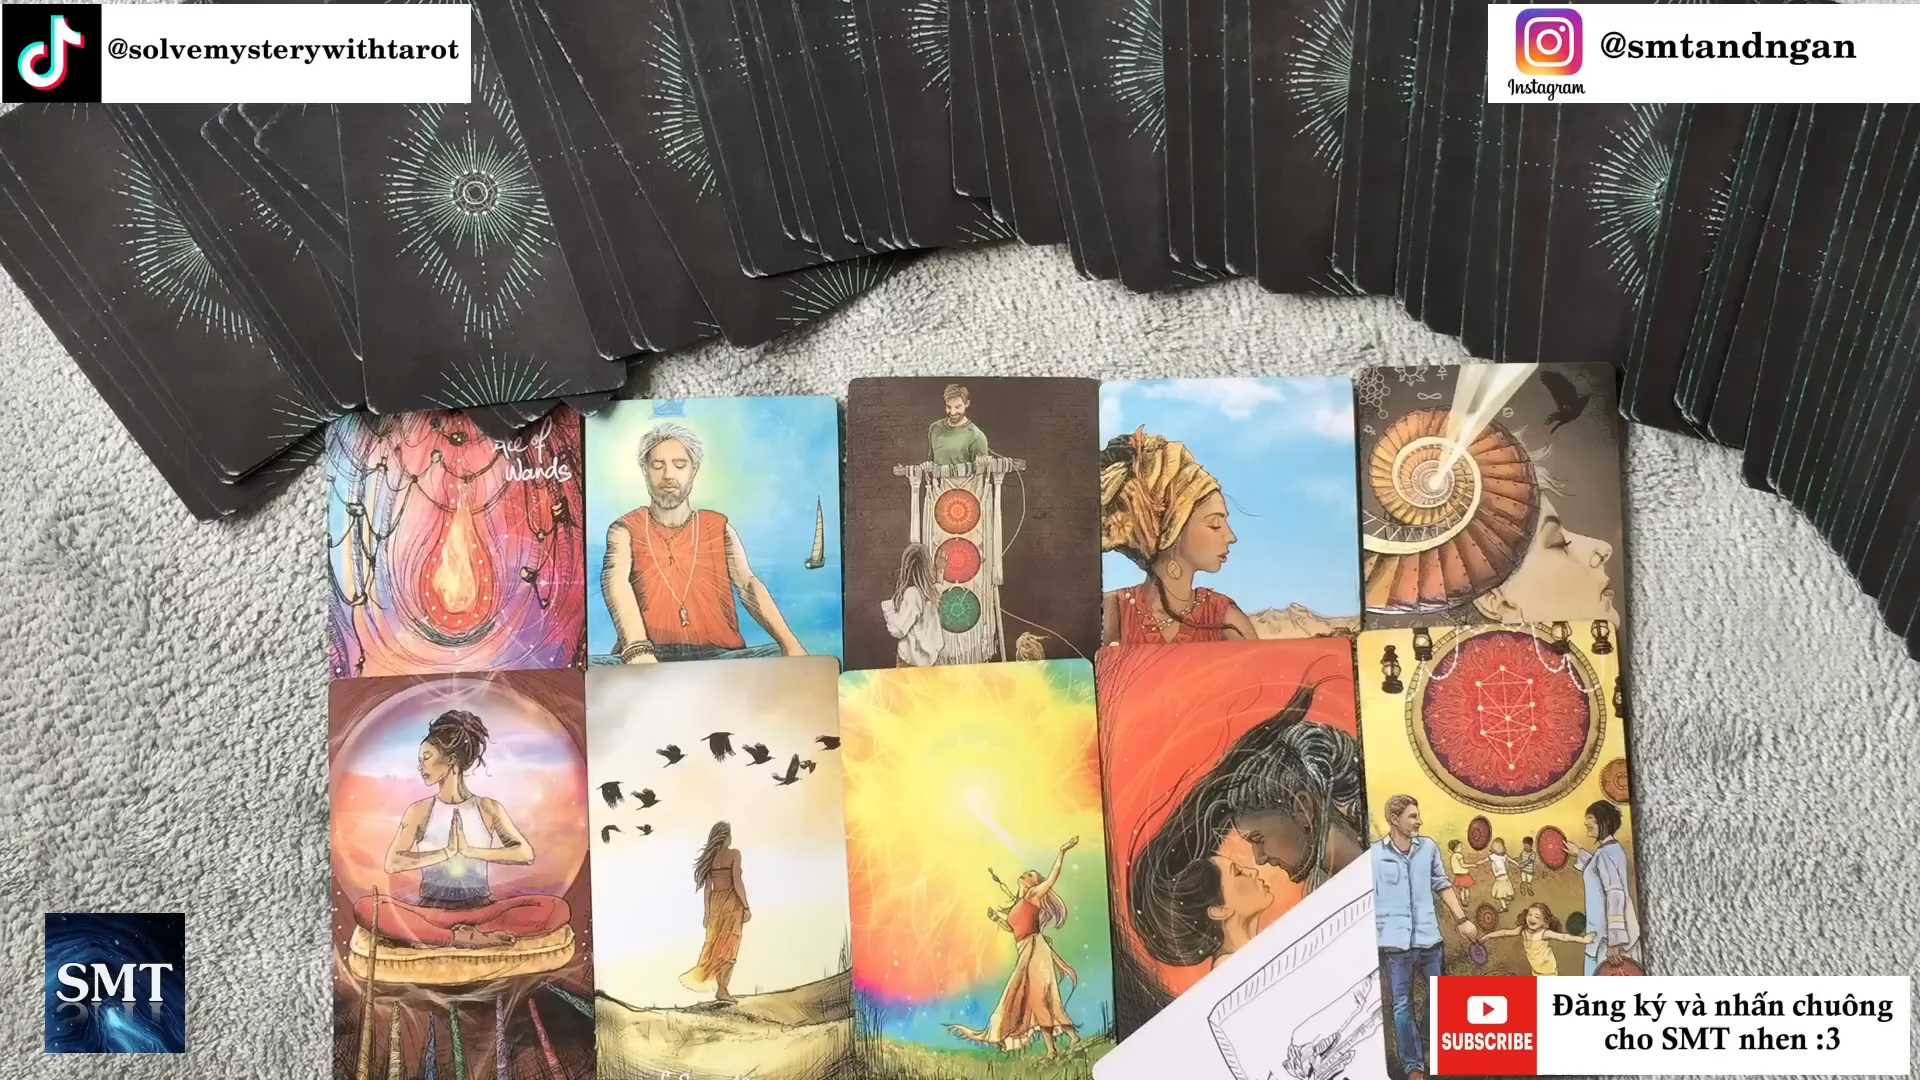 @solvemysterywithtarot
Instagram
@smtandngan
Ace of
Wands
SMT
SUBSCRIBE
Đăng ký và nhấn chuông
cho SMT nhen :3